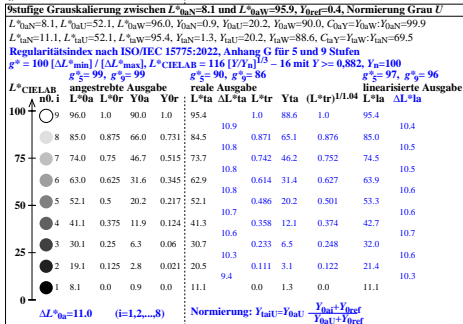 9stufige Grauskalierung zwischen L*0aN=8.1 und L*0aW=95.9, Y0ref=0.4, Normierung Grau U
L*0aN=8.1, L*0aU=52.1, L*0aW=96.0, Y0aN=0.9, Y0aU=20.2, Y0aW=90.0, C0aY=Y0aW:Y0aN=99.9
L*taN=11.1, L*taU=52.1, L*taW=95.4, YtaN=1.3, YtaU=20.2, YtaW=88.6, CtaY=YtaW:YtaN=69.5
Regularitätsindex nach ISO/IEC 15775:2022, Anhang G für 5 und 9 Stufen
g* = 100 [ΔL*min] / [ΔL*max], L*CIELAB = 116 [Y/Yn]1/3 − 16 mit Y >= 0,882, Yn=100
g*5= 99, g*9= 99 g*5= 90, g*9= 86 g*5= 97, g*9= 96
L*CIELAB angestrebte Ausgabe reale Ausgabe linearisierte Ausgabe
n0. i L*0a L*0r Y0a Y0r L*ta ΔL*ta L*tr Yta (L*tr)1/1.04 L*la ΔL*la
100 9 96.0 1.0 90.0 1.0 95.4 1.0 88.6 1.0 95.4
10.9 10.4
8 85.0 0.875 66.0 0.731 84.5 0.871 65.1 0.876 85.0
10.8 10.5
75 7 74.0 0.75 46.7 0.515 73.7 0.742 46.2 0.752 74.5
10.8 10.5
6 63.0 0.625 31.6 0.345 62.9 0.614 31.4 0.627 63.9
10.8 10.6
50 5 52.1 0.5 20.2 0.217 52.1 0.486 20.2 0.501 53.3
10.7 10.6
4 41.1 0.375 11.9 0.124 41.3 0.358 12.1 0.374 42.7
10.6 10.6
25 3 30.1 0.25 6.3 0.06 30.7 0.233 6.5 0.248 32.0
10.3 10.6
2 19.1 0.125 2.8 0.021 20.5 0.111 3.1 0.122 21.4
9.4 10.3
0 1 8.1 0.0 0.9 0.0 11.1 0.0 1.3 0.0 11.1
ΔL*0a=11.0 (i=1,2,...,8) Normierung: YtaiU=Y0aU Y0ai+Y0ref
Y0aU+Y0ref